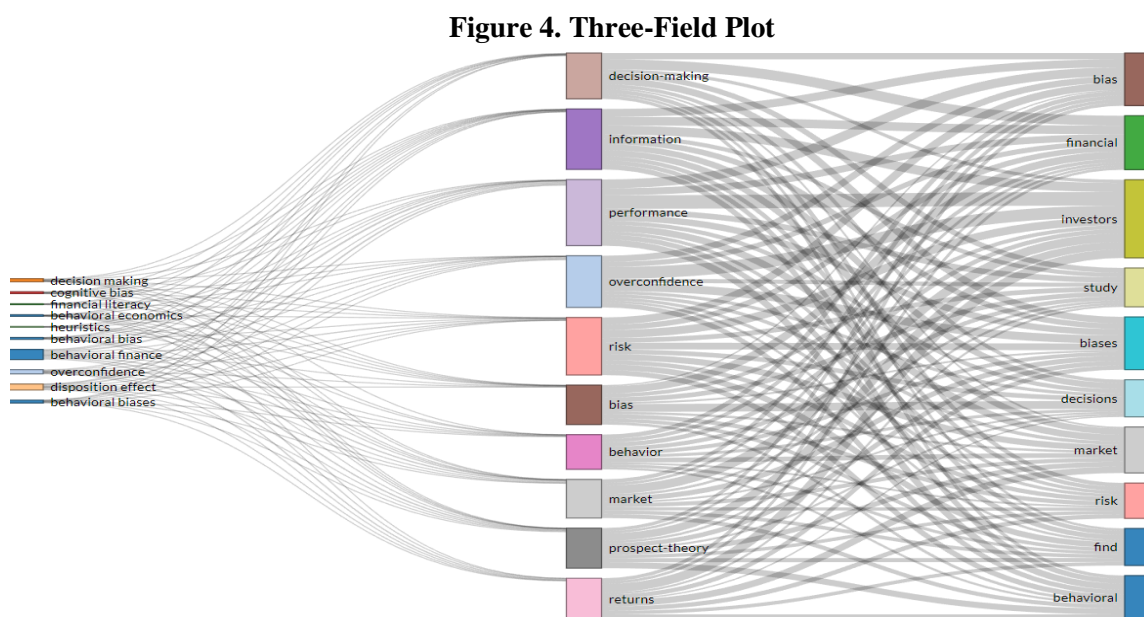 Figure 4. Three-Field Plot
decision making
cognitive bias
financial literacy
behavioral economics
heuristics
behavioral bias
behavioral finance
overconfidence
disposition effect
behavioral biases
decision-making
information
performance
overconfidence
risk
bias
behavior
market
prospect-theory
returns
bias
financial
investors
study
biases
decisions
market
risk
find
behavioral